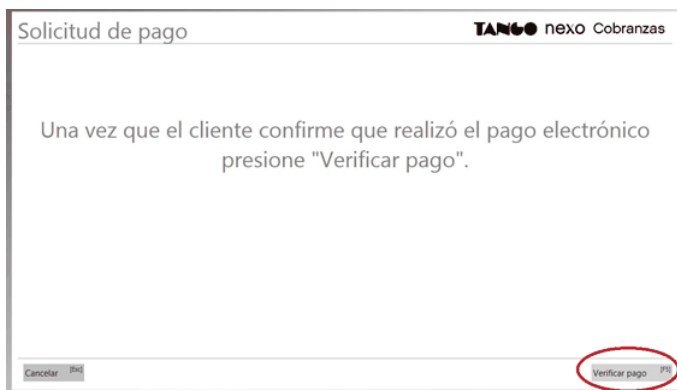 Solicitud de pago
TANGO nexo Cobranzas
Una vez que el cliente confirme que realizó el pago electrónico
presione "Verificar pago".
Cancelar [Esc]
Verificar pago [F5]